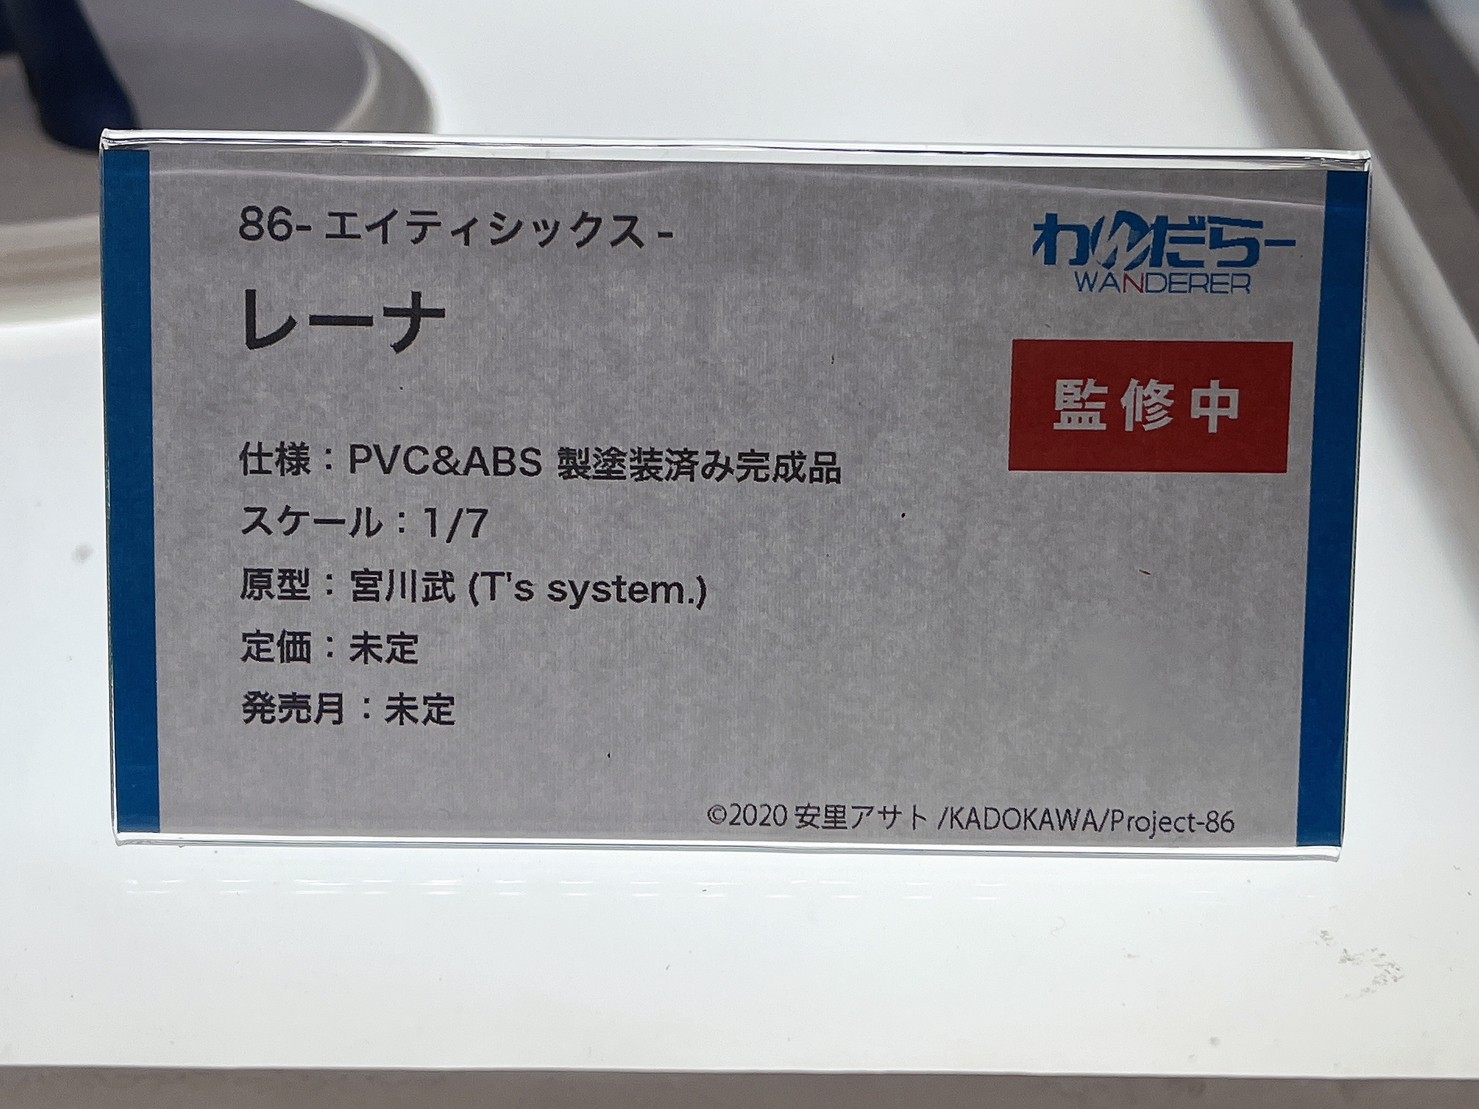 86-エイティシックス-
わんだらー
WANDERER
レーナ
監修中
仕様：PVC&ABS 製塗装済み完成品
スケール：1/7
原型：宮川武 (T's system.)
定価：未定
発売月：未定
©2020 安里アサト /KADOKAWA/Project-86